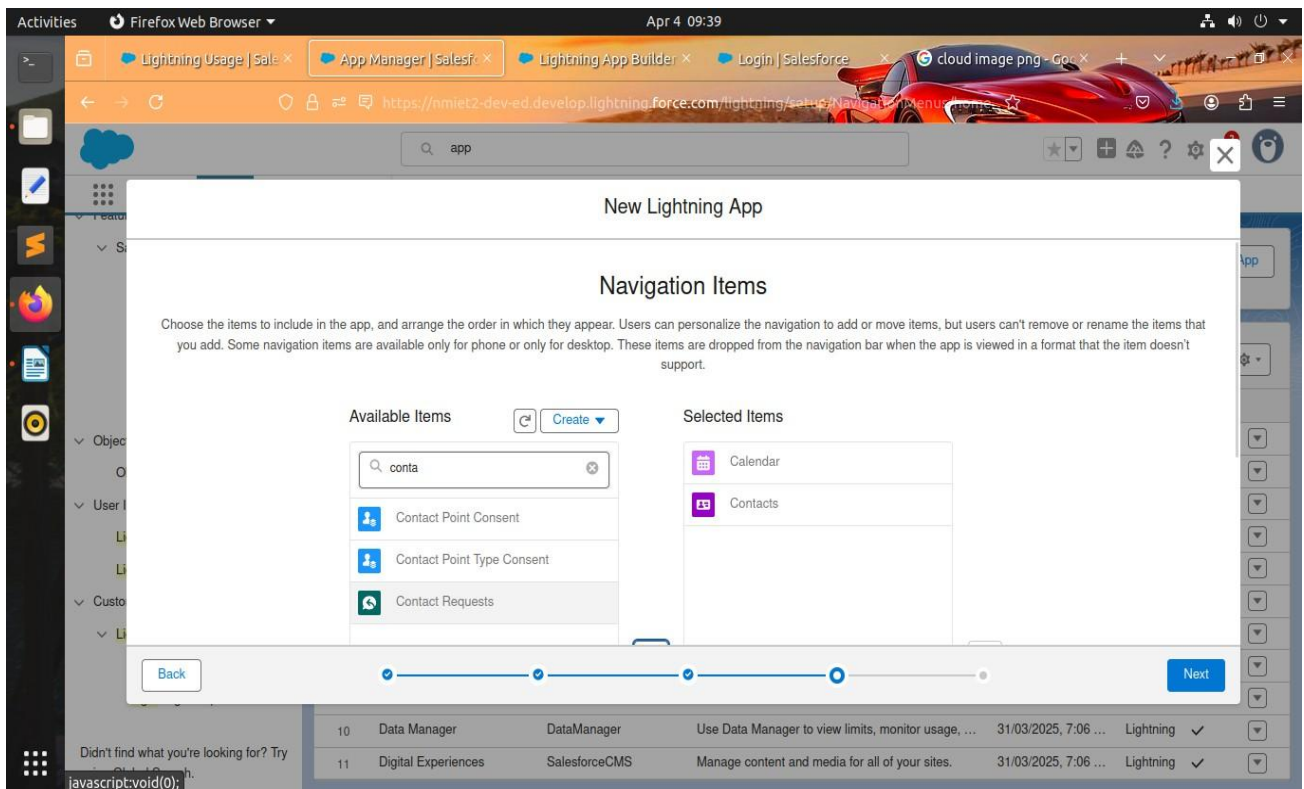 Activities Firefox Web Browser Apr 4 09:39
Lightning Usage | Sale App Manager | Salesfo Lightning App Builder Login | Salesforce cloud image png - Goo
https://nmiet2-dev-ed.develop.lightning.force.com/lightning/setup/NavigationMenus/home
app
New Lightning App
App
Navigation Items
Choose the items to include in the app, and arrange the order in which they appear. Users can personalize the navigation to add or move items, but users can't remove or rename the items that
you add. Some navigation items are available only for phone or only for desktop. These items are dropped from the navigation bar when the app is viewed in a format that the item doesn't
support.
Available Items Create Selected Items
conta
Calendar
Contacts
Contact Point Consent
Contact Point Type Consent
Contact Requests
Objec
O
User I
Li
Li
Custo
Li
Back Next
10 Data Manager DataManager Use Data Manager to view limits, monitor usage, ... 31/03/2025, 7:06 ... Lightning
11 Digital Experiences SalesforceCMS Manage content and media for all of your sites. 31/03/2025, 7:06 ... Lightning
Didn't find what you're looking for? Try
javascript:void(0);